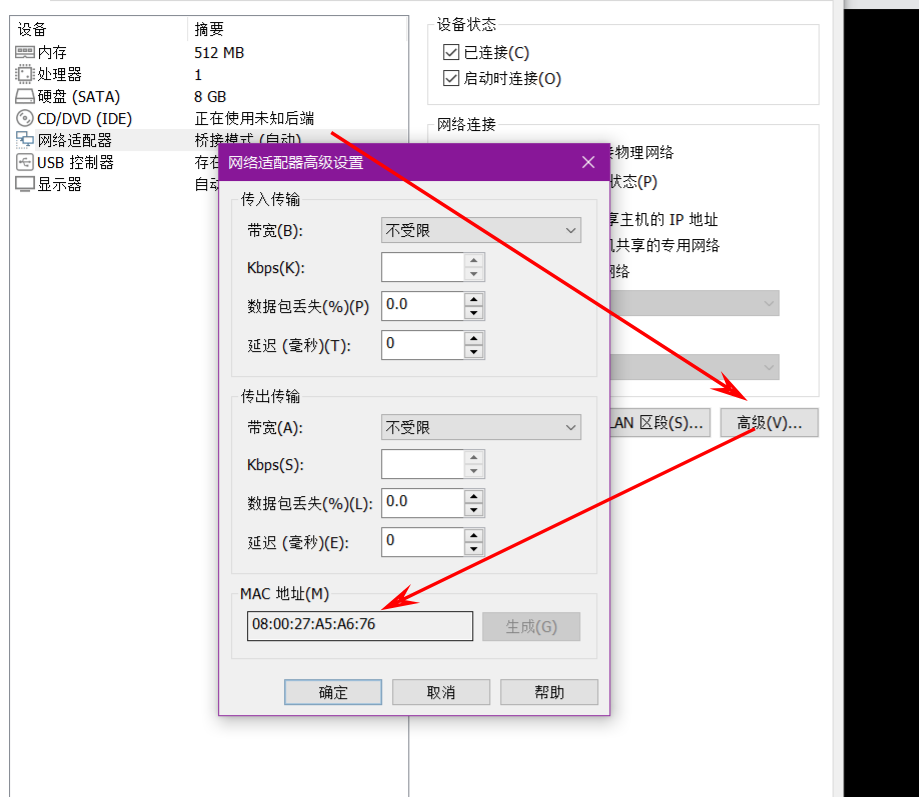 设备 摘要
内存 512 MB
处理器 1
硬盘 (SATA) 8 GB
CD/DVD (IDE) 正在使用未知后端
网络适配器 桥接模式 (自动)
USB 控制器 存在
显示器 自动
设备状态
已连接(C)
启动时连接(O)
网络连接
物理网络
状态(P)
享主机的 IP 地址
机共享的专用网络
网络
LAN 区段(S)...
高级(V)...
网络适配器高级设置
传入传输
带宽(B): 不受限
Kbps(K):
数据包丢失(%)(P) 0.0
延迟 (毫秒)(T): 0
传出传输
带宽(A): 不受限
Kbps(S):
数据包丢失(%)(L): 0.0
延迟 (毫秒)(E): 0
MAC 地址(M)
08:00:27:A5:A6:76 生成(G)
确定 取消 帮助